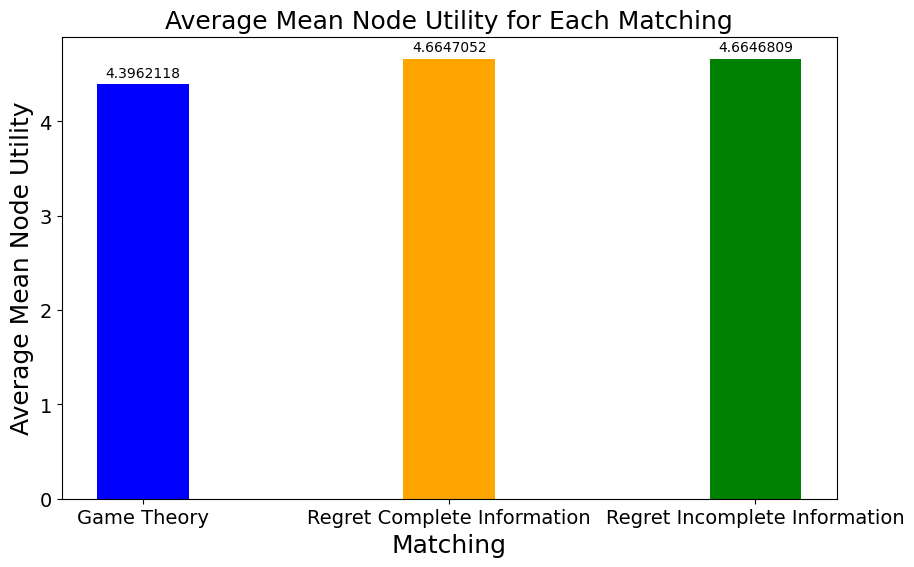 Average Mean Node Utility for Each Matching
4.3962118
4.6647052
4.6646809
Average Mean Node Utility
4
3
2
1
0
Game Theory
Regret Complete Information
Regret Incomplete Information
Matching